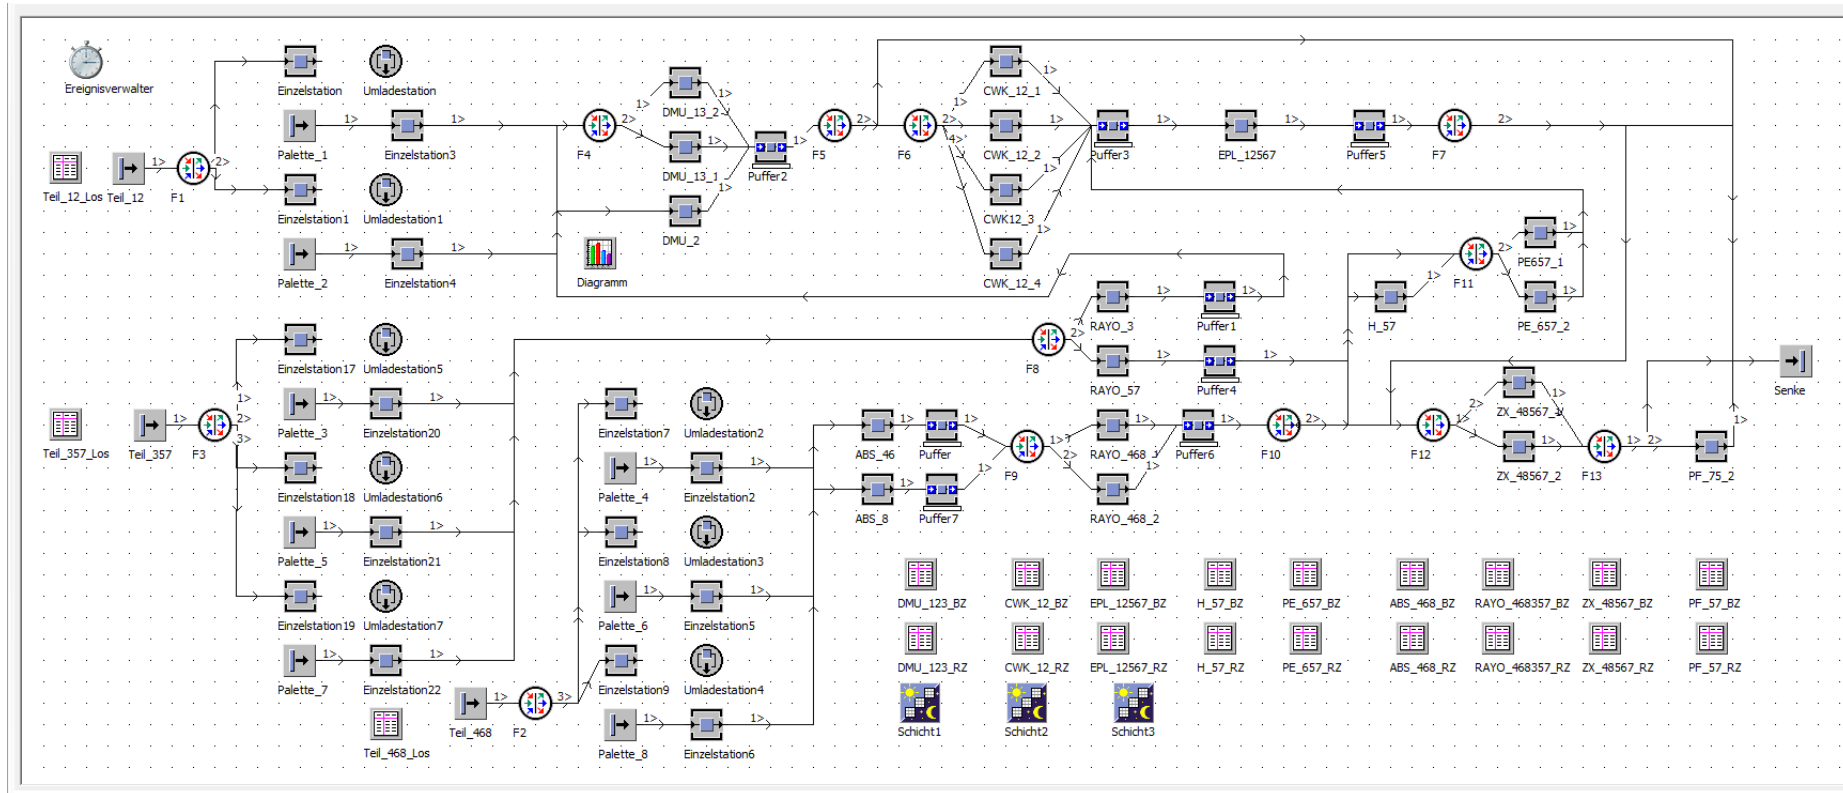 Ereignisverwalter
Einzelstation
Umladestation
CWK_12_1
DMU_13_2
Palette_1
Einzelstation3
F4
DMU_13_1
Puffer2
F5
F6
CWK_12_2
Puffer3
EPL_12567
Puffer5
F7
Teil_12_Los
Teil_12
F1
Einzelstation1
Umladestation1
DMU_2
CWK12_3
Palette_2
Einzelstation4
Diagramm
CWK_12_4
F11
PE657_1
H_57
PE_657_2
RAYO_3
Puffer1
Einzelstation17
Umladestation5
F8
RAYO_57
Puffer4
Senke
Palette_3
Einzelstation20
Einzelstation7
Umladestation2
Teil_357_Los
Teil_357
F3
ABS_46
Puffer
F9
RAYO_468_1
Puffer6
F10
F12
ZX_48567_1
ZX_48567_2
F13
PF_75_2
Einzelstation18
Umladestation6
Palette_4
Einzelstation2
ABS_8
Puffer7
RAYO_468_2
Palette_5
Einzelstation21
Einzelstation8
Umladestation3
Einzelstation19
Umladestation7
Palette_6
Einzelstation5
DMU_123_BZ
CWK_12_BZ
EPL_12567_BZ
H_57_BZ
PE_657_BZ
ABS_468_BZ
RAYO_468357_BZ
ZX_48567_BZ
PF_57_BZ
Palette_7
Einzelstation22
Einzelstation9
Umladestation4
DMU_123_RZ
CWK_12_RZ
EPL_12567_RZ
H_57_RZ
PE_657_RZ
ABS_468_RZ
RAYO_468357_RZ
ZX_48567_RZ
PF_57_RZ
Teil_468_Los
Teil_468
F2
Palette_8
Einzelstation6
Schicht1
Schicht2
Schicht3